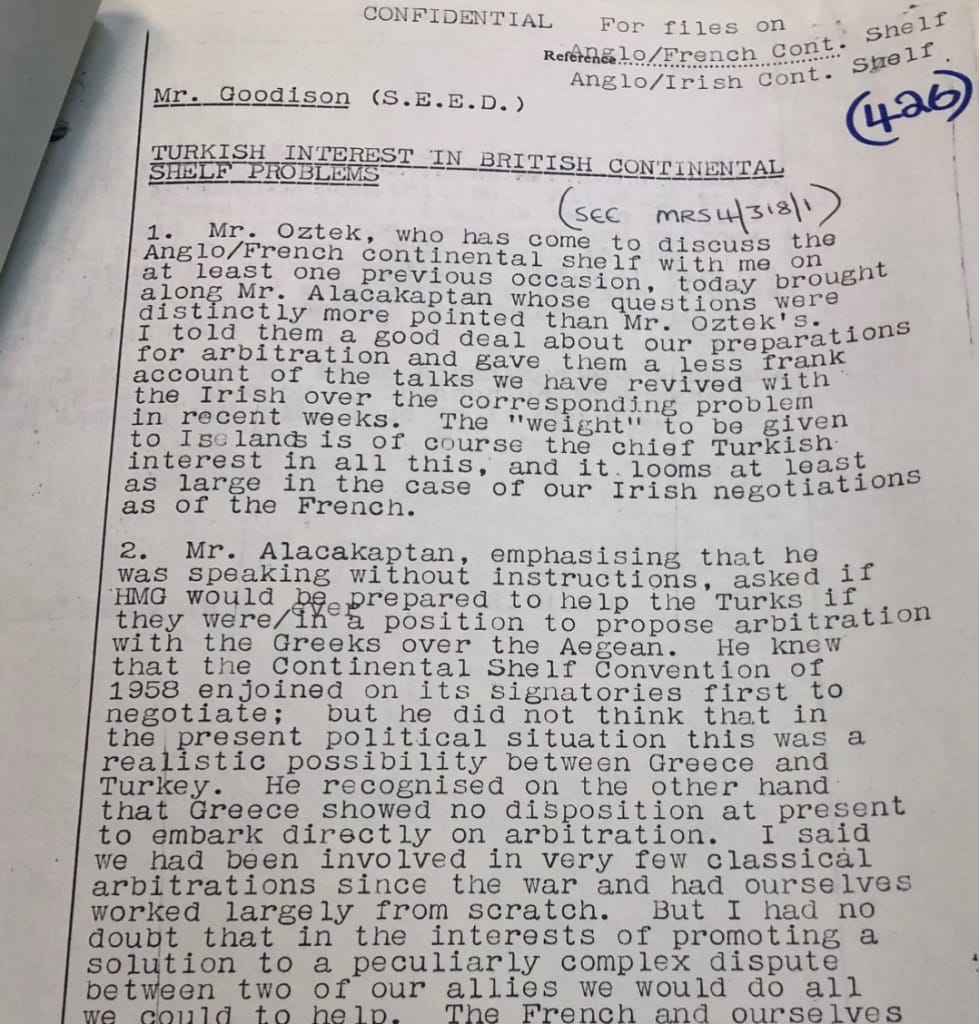 CONFIDENTIAL For files on
Reference Anglo/French Cont. Shelf
Anglo/Irish Cont. Shelf.
(426)
Mr. Goodison (S.E.E.D.)
TURKISH INTEREST IN BRITISH CONTINENTAL
SHELF PROBLEMS
(SEE MRS4/318/1)
1. Mr. Oztek, who has come to discuss the
Anglo/French continental shelf with me on
at least one previous occasion, today brought
along Mr. Alacakaptan whose questions were
distinctly more pointed than Mr. Oztek's.
I told them a good deal about our preparations
for arbitration and gave them a less frank
account of the talks we have revived with
the Irish over the corresponding problem
in recent weeks. The "weight" to be given
to Iselands is of course the chief Turkish
interest in all this, and it looms at least
as large in the case of our Irish negotiations
as of the French.
2. Mr. Alacakaptan, emphasising that he
was speaking without instructions, asked if
HMG would be prepared to help the Turks if
ever
they were/in a position to propose arbitration
with the Greeks over the Aegean. He knew
that the Continental Shelf Convention of
1958 enjoined on its signatories first to
negotiate; but he did not think that in
the present political situation this was a
realistic possibility between Greece and
Turkey. He recognised on the other hand
that Greece showed no disposition at present
to embark directly on arbitration. I said
we had been involved in very few classical
arbitrations since the war and had ourselves
worked largely from scratch. But I had no
doubt that in the interests of promoting a
solution to a peculiarly complex dispute
between two of our allies we would do all
we could to help. The French and ourselves